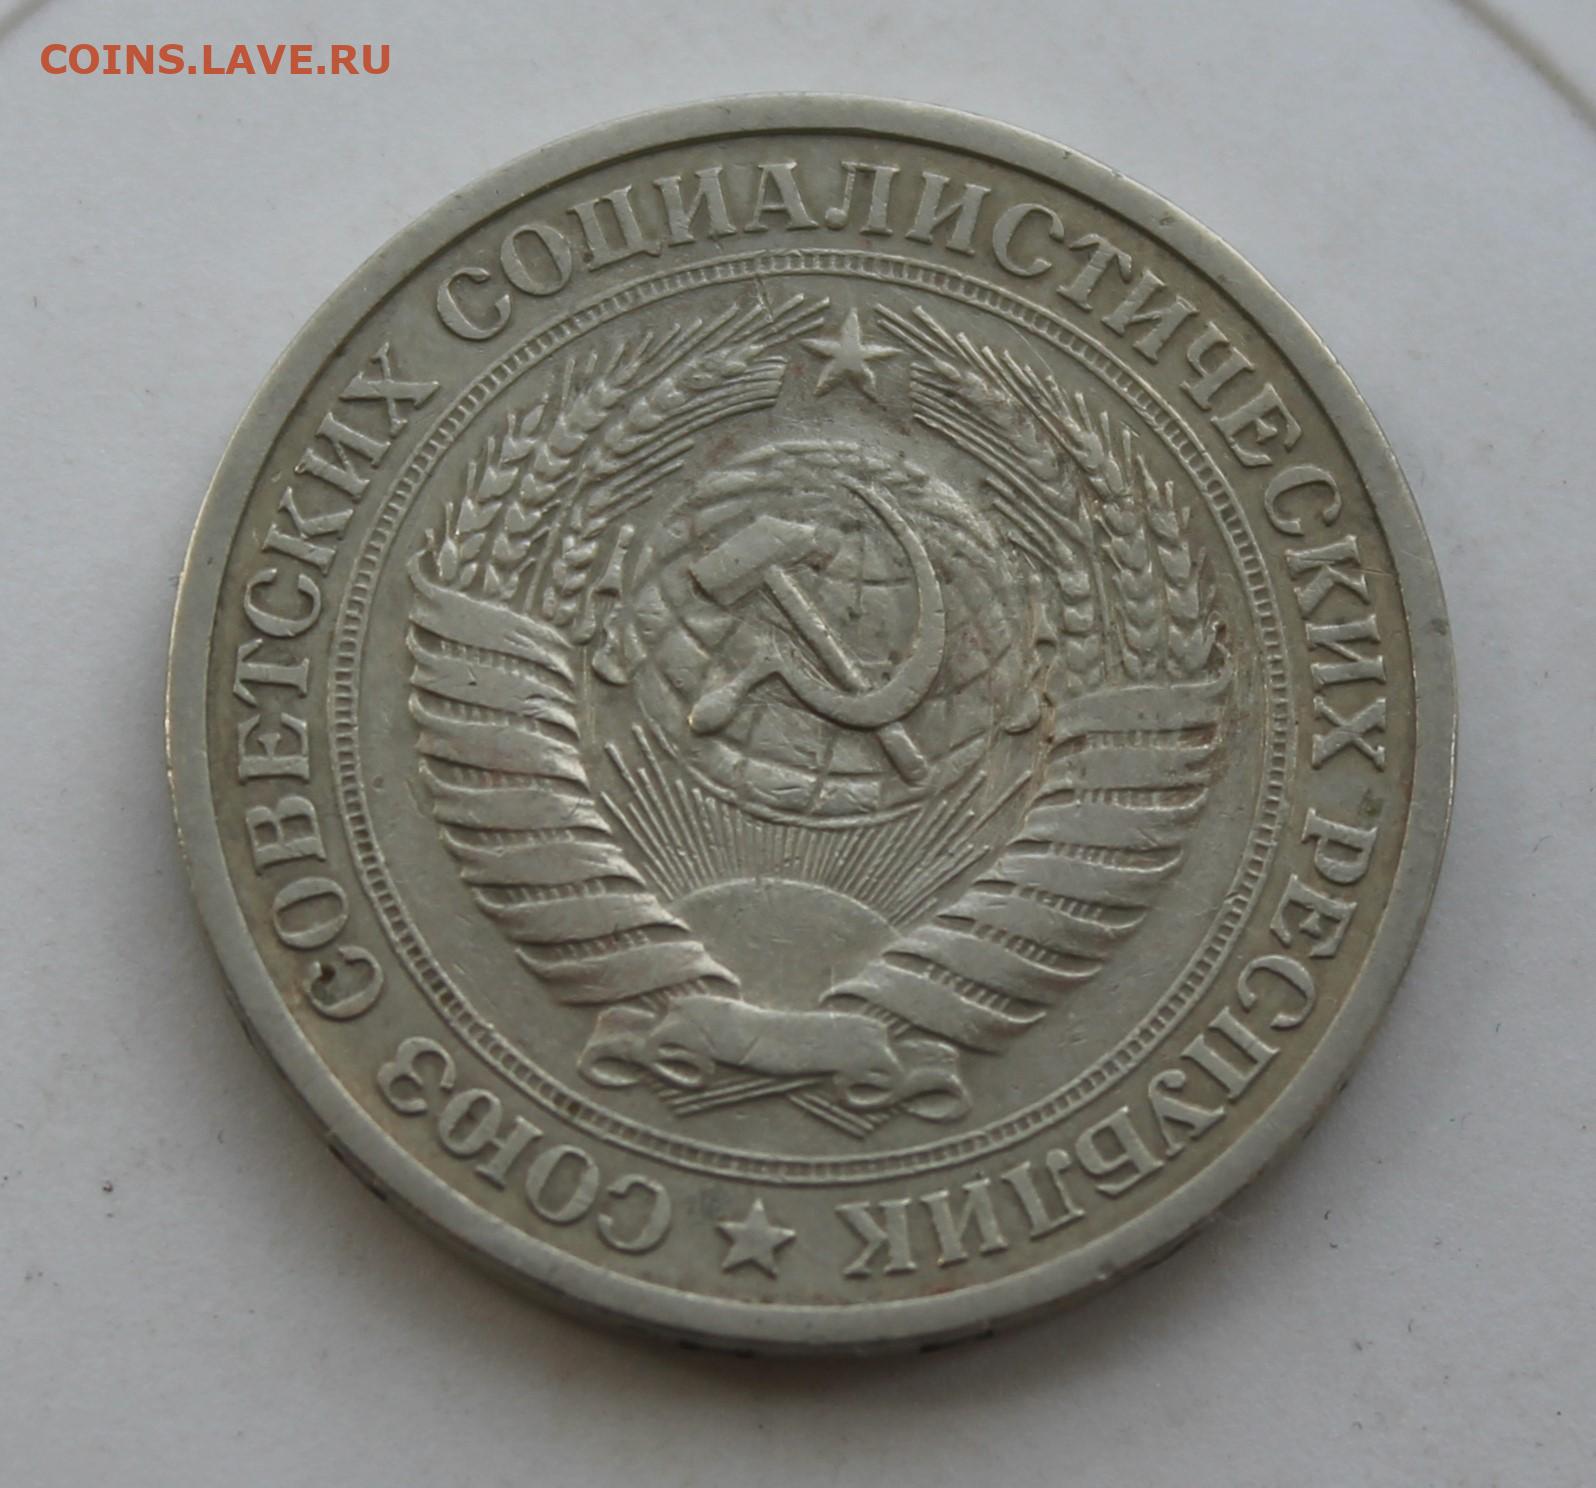 COINS.LAVE.RU
СОЮЗ СОВЕТСКИХ СОЦИАЛИСТИЧЕСКИХ РЕСПУБЛИК